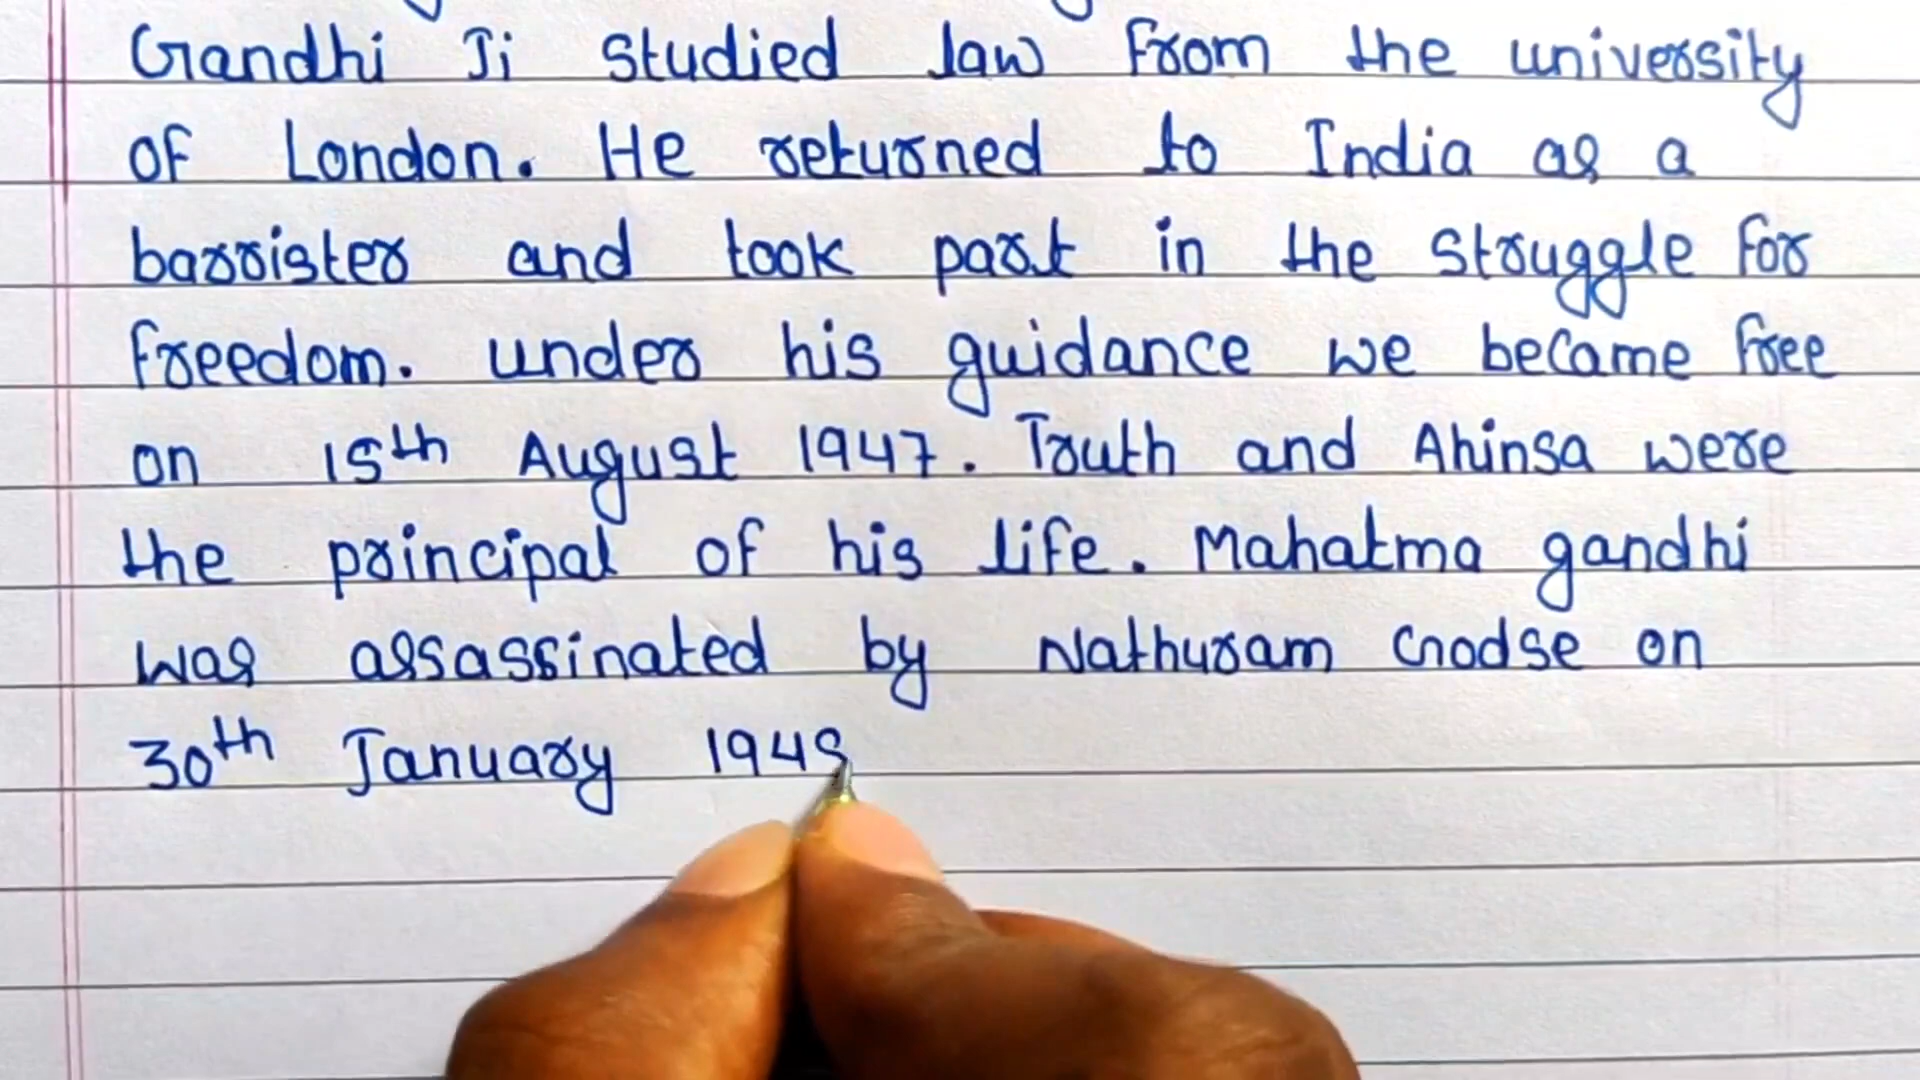 Gandhi Ji studied law from the university
of London. He returned to India as a
barrister and took part in the struggle for
freedom. under his guidance we became free
on 15th August 1947. Truth and Ahinsa were
the principal of his life. Mahatma gandhi
was assassinated by Nathuram Godse on
30th January 1948